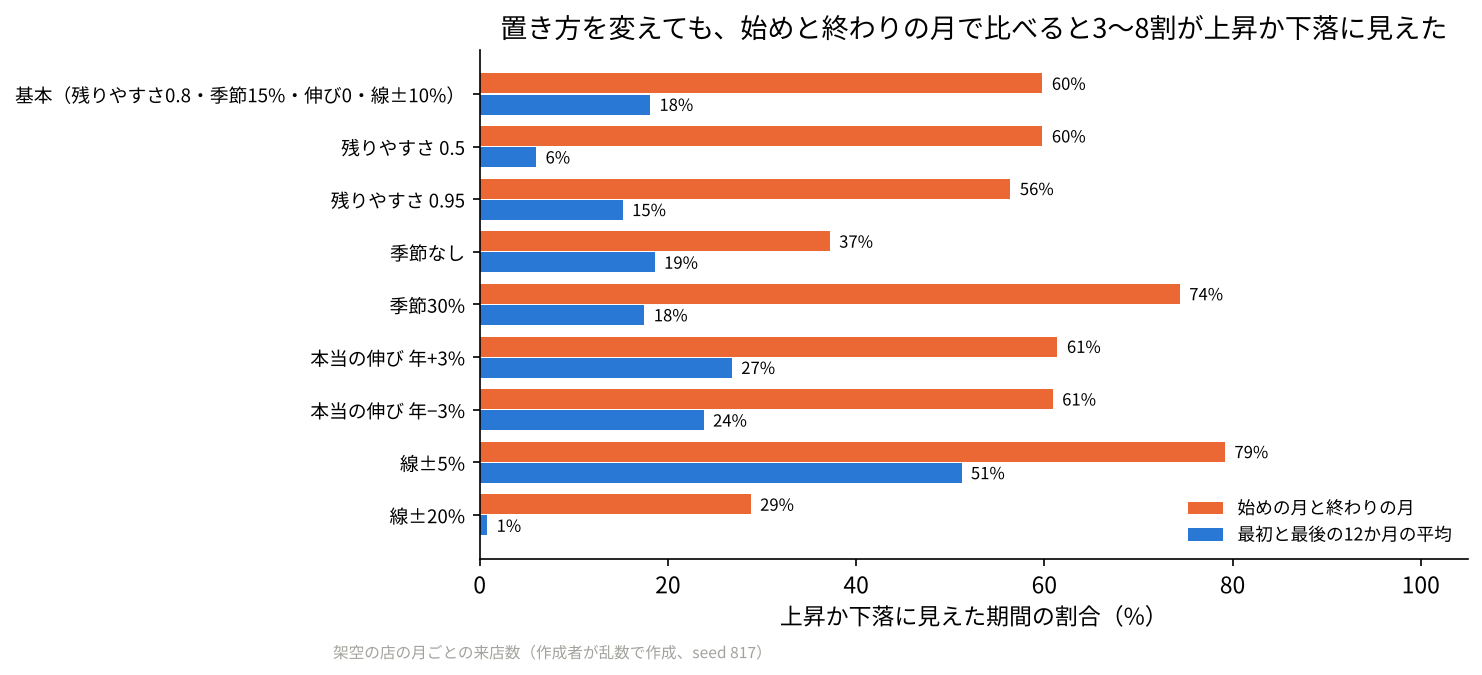 置き方を変えても、始めと終わりの月で比べると3〜8割が上昇か下落に見えた
基本（残りやすさ0.8・季節15%・伸び0・線±10%）
60%
18%
残りやすさ 0.5
60%
6%
残りやすさ 0.95
56%
15%
季節なし
37%
19%
季節30%
74%
18%
本当の伸び 年+3%
61%
27%
本当の伸び 年−3%
61%
24%
線±5%
79%
51%
線±20%
29%
1%
始めの月と終わりの月
最初と最後の12か月の平均
0 20 40 60 80 100
上昇か下落に見えた期間の割合（%）
架空の店の月ごとの来店数（作成者が乱数で作成、seed 817）